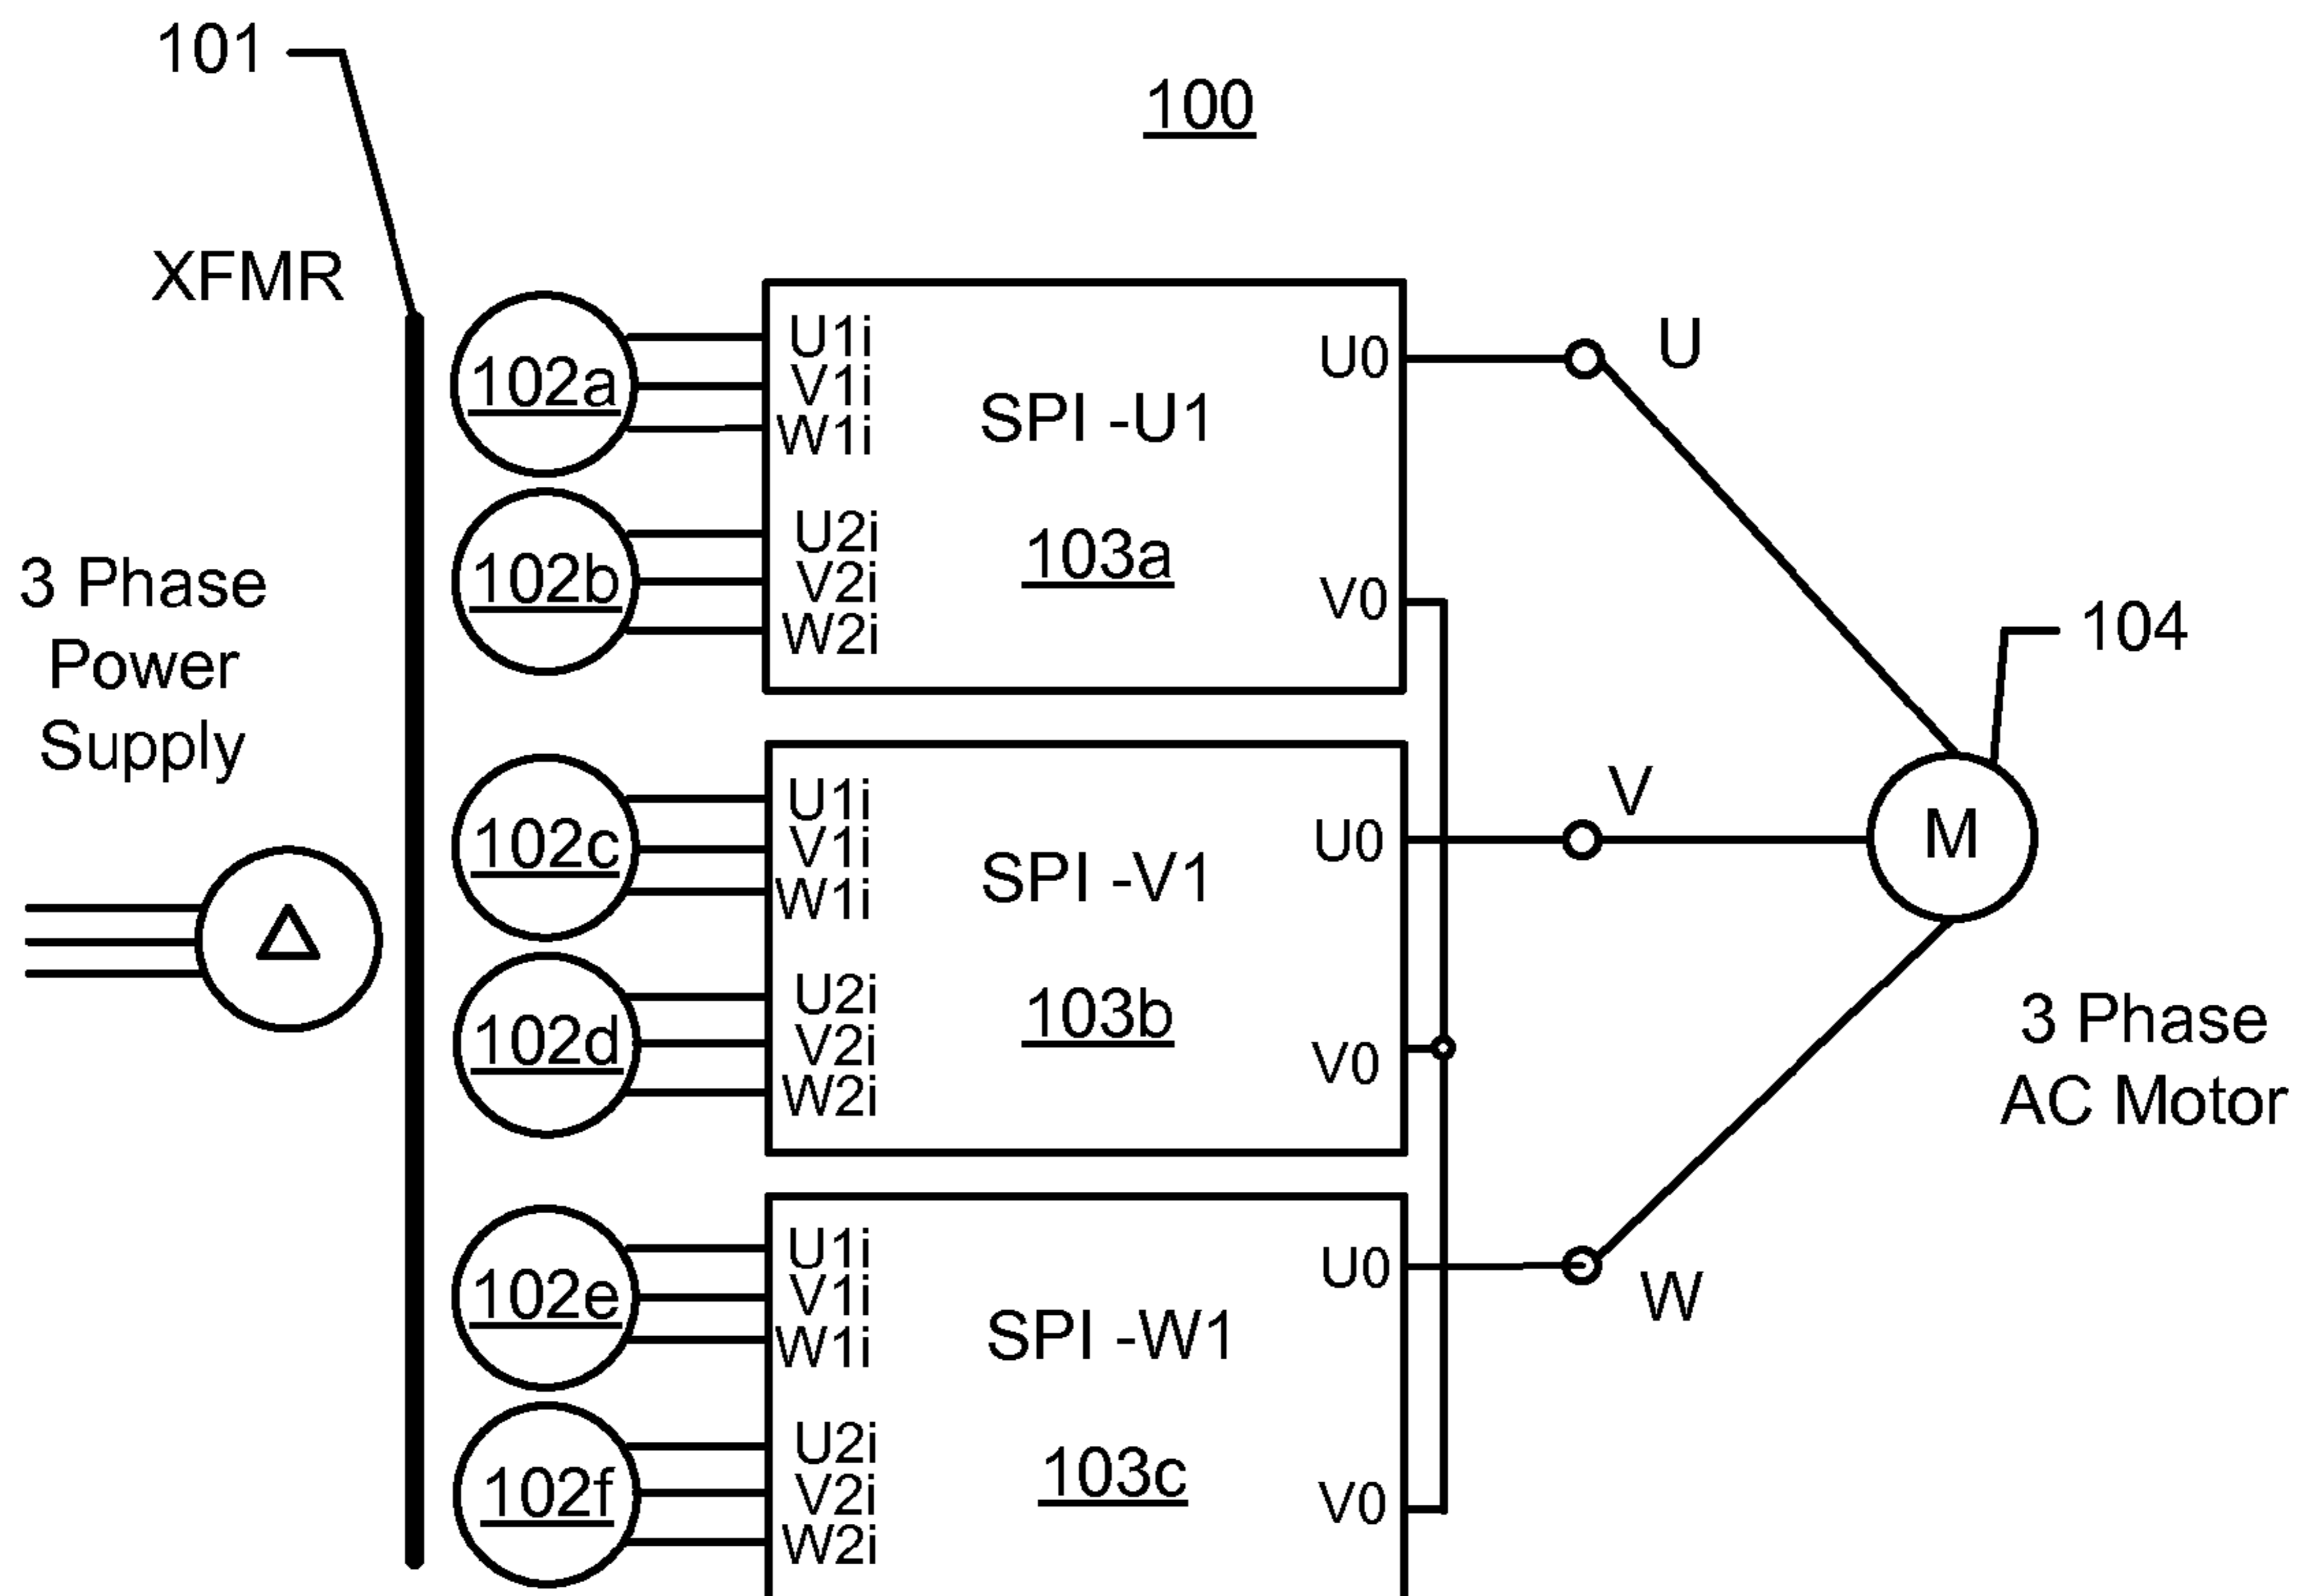 101
100
XFMR
3 Phase
Power
Supply
102a
102b
U1i
V1i
W1i
U2i
V2i
W2i
SPI -U1
103a
U0
V0
U
102c
102d
U1i
V1i
W1i
U2i
V2i
W2i
SPI -V1
103b
U0
V0
V
102e
102f
U1i
V1i
W1i
U2i
V2i
W2i
SPI -W1
103c
U0
V0
W
104
M
3 Phase
AC Motor